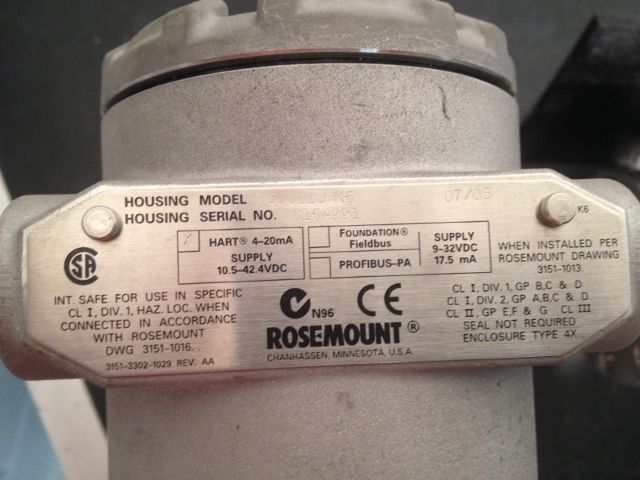 HOUSING MODEL
07/05
HOUSING SERIAL NO.
K6
HART® 4–20mA
SUPPLY
10.5–42.4VDC
FOUNDATION®
Fieldbus
PROFIBUS–PA
SUPPLY
9–32VDC
17.5 mA
WHEN INSTALLED PER
ROSEMOUNT DRAWING
3151-1013.
INT. SAFE FOR USE IN SPECIFIC
CL I, DIV. 1, HAZ. LOC. WHEN
CONNECTED IN ACCORDANCE
WITH ROSEMOUNT
DWG 3151-1016.
3151-3302-1029 REV. AA
N96
CE
ROSEMOUNT®
CHANHASSEN, MINNESOTA, U.S.A.
CL I, DIV. 1, GP B,C & D
CL I, DIV. 2, GP A,B,C & D
CL II, GP E,F & G CL III
SEAL NOT REQUIRED
ENCLOSURE TYPE 4X